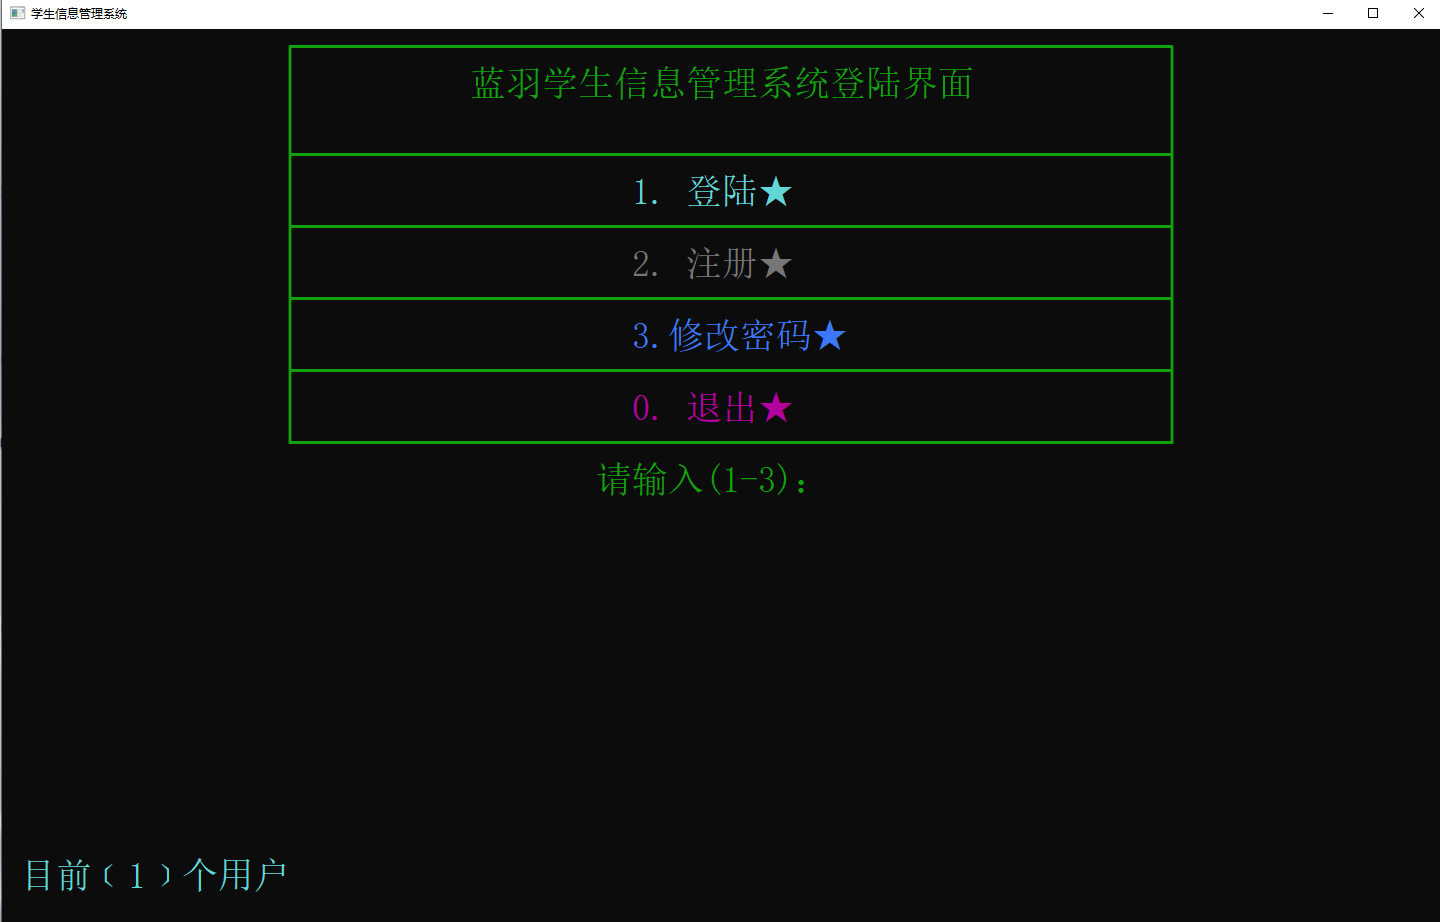 学生信息管理系统
蓝羽学生信息管理系统登陆界面
1. 登陆★
2. 注册★
3.修改密码★
0. 退出★
请输入(1-3)：
目前﹝1﹞个用户